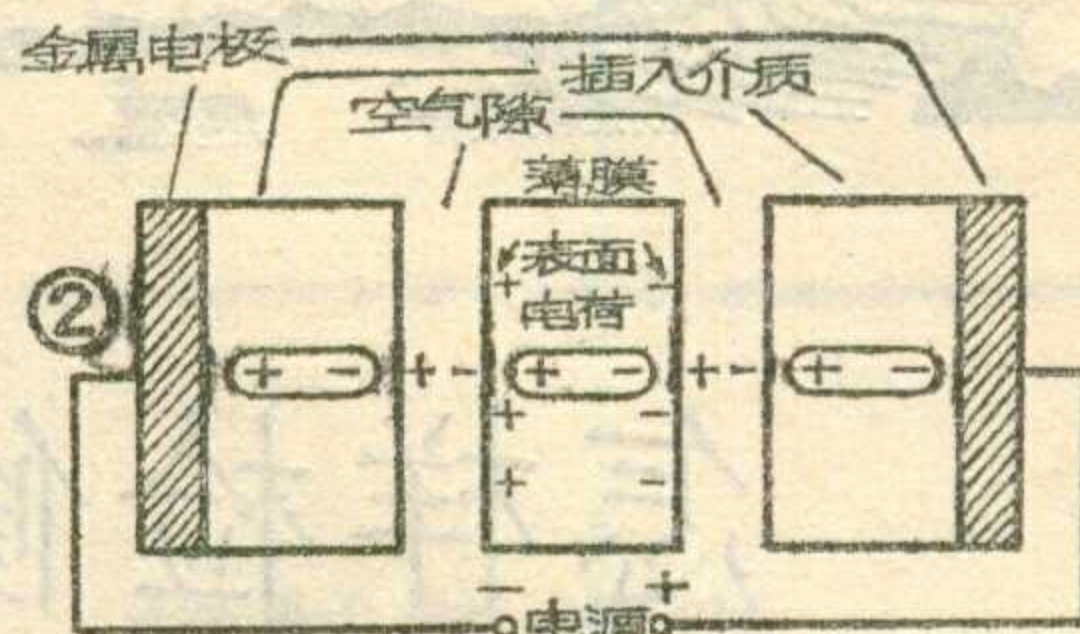 金属电极
插入介质
空气隙
薄膜
表面
电荷
②
+ - + - + - + - + -
+ -
+ -
+ -
- +
电源